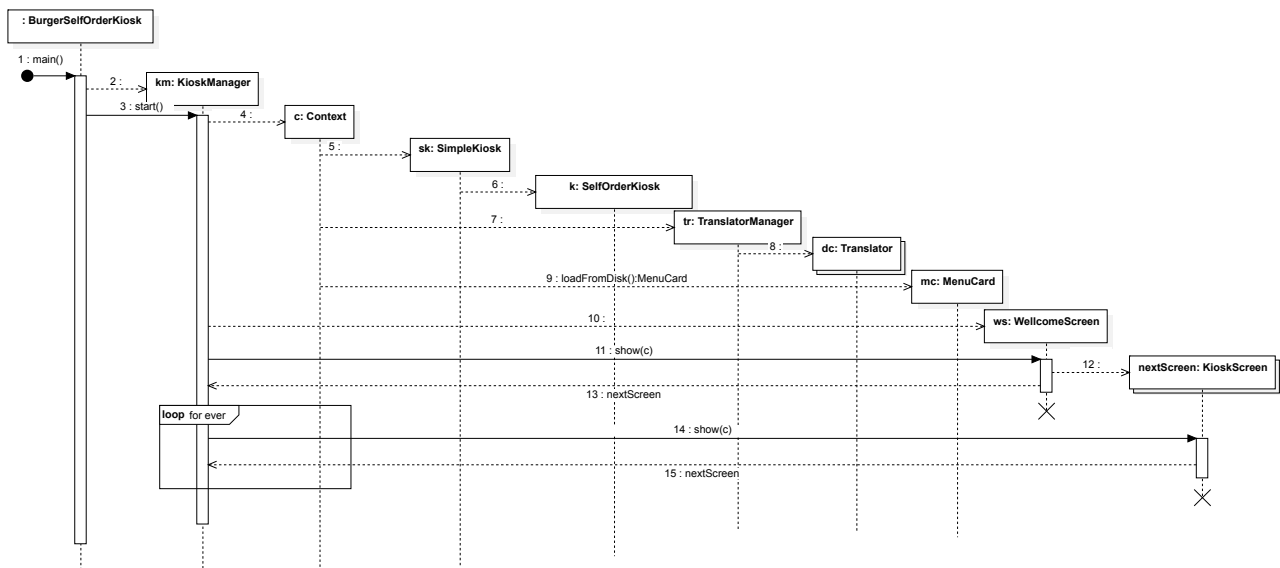 : BurgerSelfOrderKiosk
1 : main()
2 :
km: KioskManager
3 : start()
4 :
c: Context
5 :
sk: SimpleKiosk
6 :
k: SelfOrderKiosk
7 :
tr: TranslatorManager
8 :
dc: Translator
9 : loadFromDisk():MenuCard
mc: MenuCard
10 :
ws: WellcomeScreen
11 : show(c)
12 :
nextScreen: KioskScreen
13 : nextScreen
loop for ever
14 : show(c)
15 : nextScreen